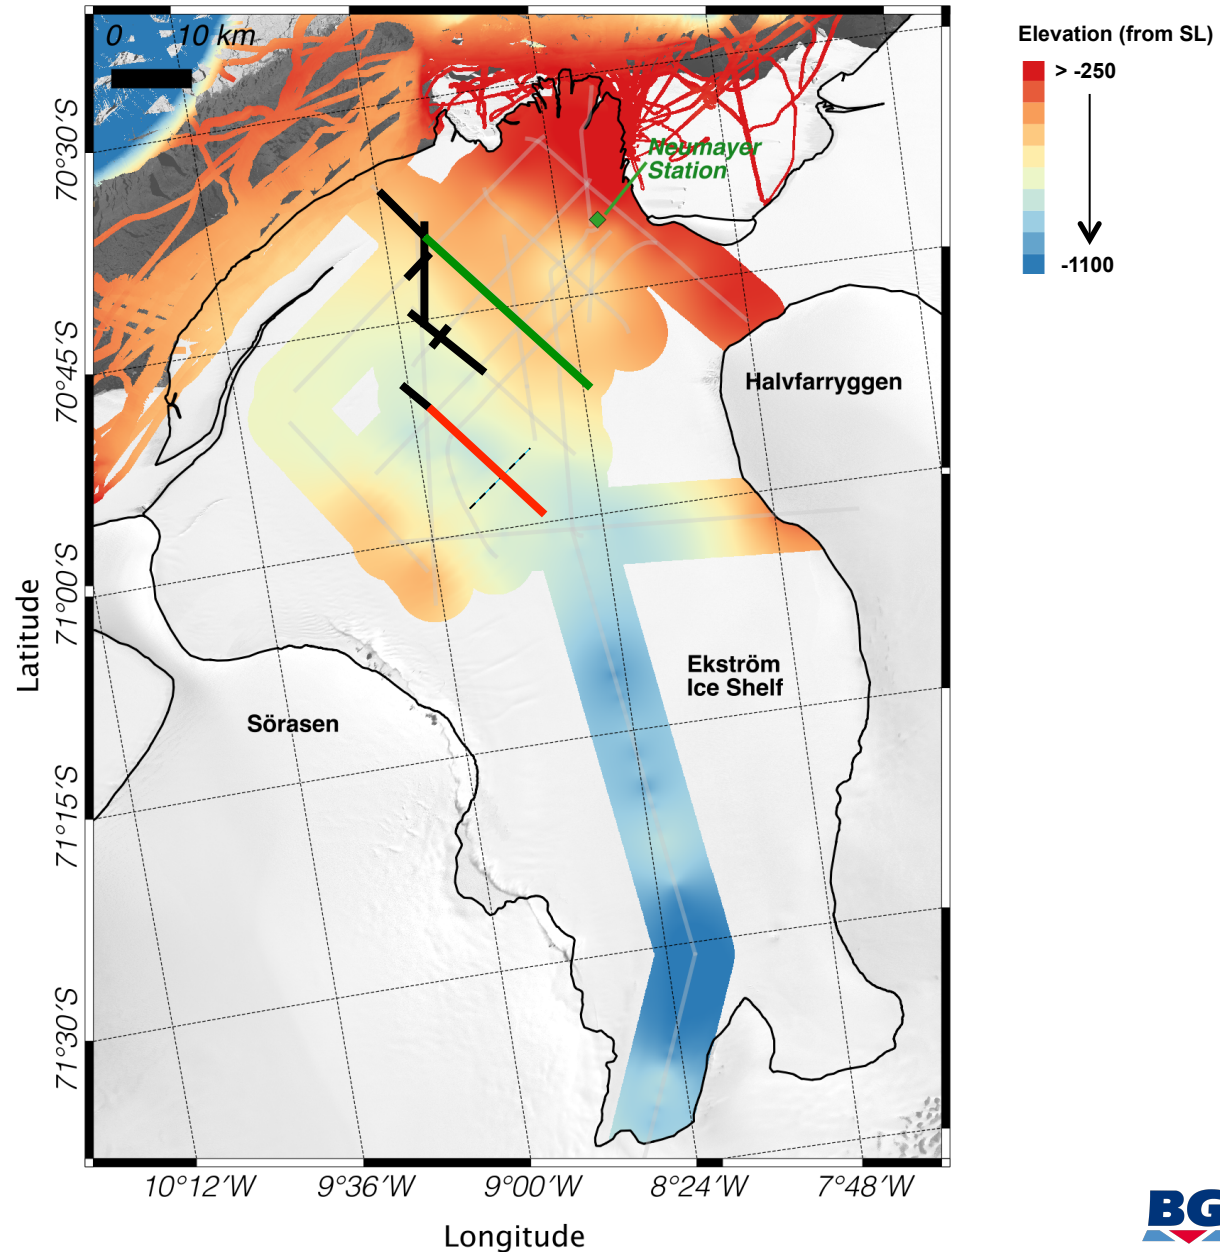 0 10 km
Elevation (from SL)
> -250
-1100
Neumayer
Station
70°30'S
70°45'S
71°00'S
71°15'S
71°30'S
Latitude
Halvfarryggen
Ekström
Ice Shelf
Sörasen
10°12'W
9°36'W
9°00'W
8°24'W
7°48'W
Longitude
BG